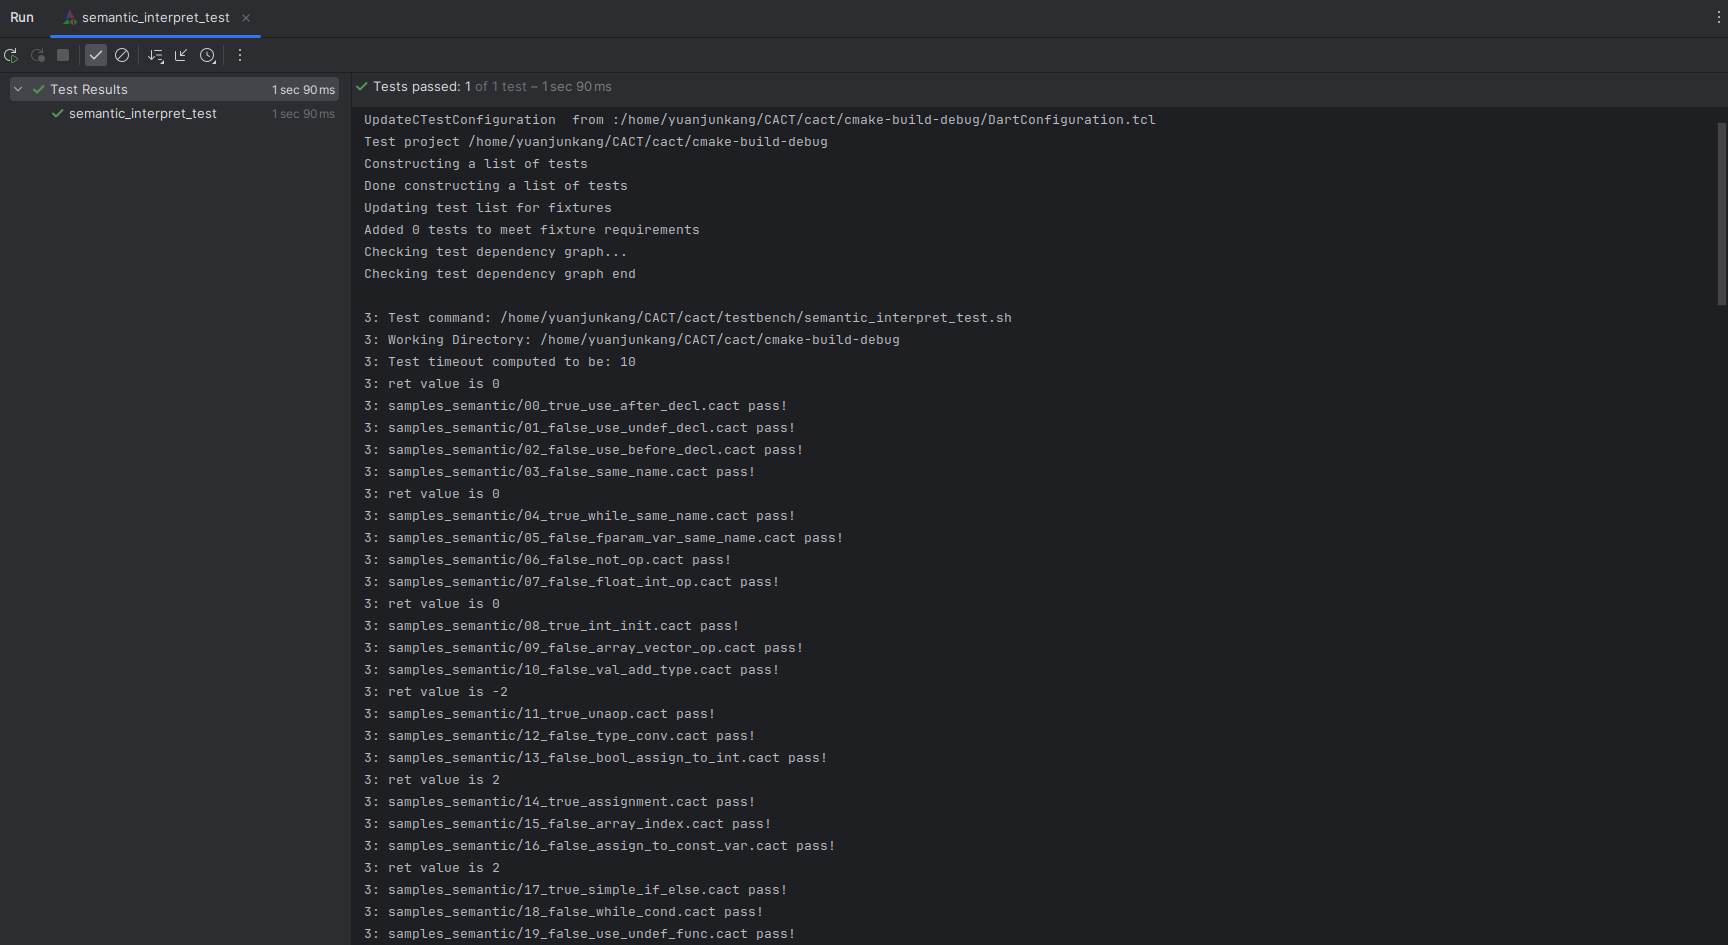 Run semantic_interpret_test
Test Results 1 sec 90 ms
semantic_interpret_test 1 sec 90 ms
Tests passed: 1 of 1 test – 1 sec 90 ms
UpdateCTestConfiguration  from :/home/yuanjunkang/CACT/cact/cmake-build-debug/DartConfiguration.tcl
Test project /home/yuanjunkang/CACT/cact/cmake-build-debug
Constructing a list of tests
Done constructing a list of tests
Updating test list for fixtures
Added 0 tests to meet fixture requirements
Checking test dependency graph...
Checking test dependency graph end
3: Test command: /home/yuanjunkang/CACT/cact/testbench/semantic_interpret_test.sh
3: Working Directory: /home/yuanjunkang/CACT/cact/cmake-build-debug
3: Test timeout computed to be: 10
3: ret value is 0
3: samples_semantic/00_true_use_after_decl.cact pass!
3: samples_semantic/01_false_use_undef_decl.cact pass!
3: samples_semantic/02_false_use_before_decl.cact pass!
3: samples_semantic/03_false_same_name.cact pass!
3: ret value is 0
3: samples_semantic/04_true_while_same_name.cact pass!
3: samples_semantic/05_false_fparam_var_same_name.cact pass!
3: samples_semantic/06_false_not_op.cact pass!
3: samples_semantic/07_false_float_int_op.cact pass!
3: ret value is 0
3: samples_semantic/08_true_int_init.cact pass!
3: samples_semantic/09_false_array_vector_op.cact pass!
3: samples_semantic/10_false_val_add_type.cact pass!
3: ret value is -2
3: samples_semantic/11_true_unaop.cact pass!
3: samples_semantic/12_false_type_conv.cact pass!
3: samples_semantic/13_false_bool_assign_to_int.cact pass!
3: ret value is 2
3: samples_semantic/14_true_assignment.cact pass!
3: samples_semantic/15_false_array_index.cact pass!
3: samples_semantic/16_false_assign_to_const_var.cact pass!
3: ret value is 2
3: samples_semantic/17_true_simple_if_else.cact pass!
3: samples_semantic/18_false_while_cond.cact pass!
3: samples_semantic/19_false_use_undef_func.cact pass!